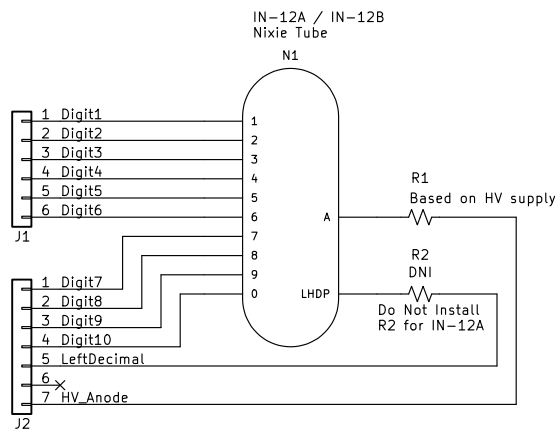 IN-12A / IN-12B
Nixie Tube
N1
1 Digit1
2 Digit2
3 Digit3
4 Digit4
5 Digit5
6 Digit6
J1
1
2
3
4
5
6
7
8
9
0
A
LHDP
R1
Based on HV supply
R2
DNI
Do Not Install
R2 for IN-12A
1 Digit7
2 Digit8
3 Digit9
4 Digit10
5 LeftDecimal
6
7 HV_Anode
J2